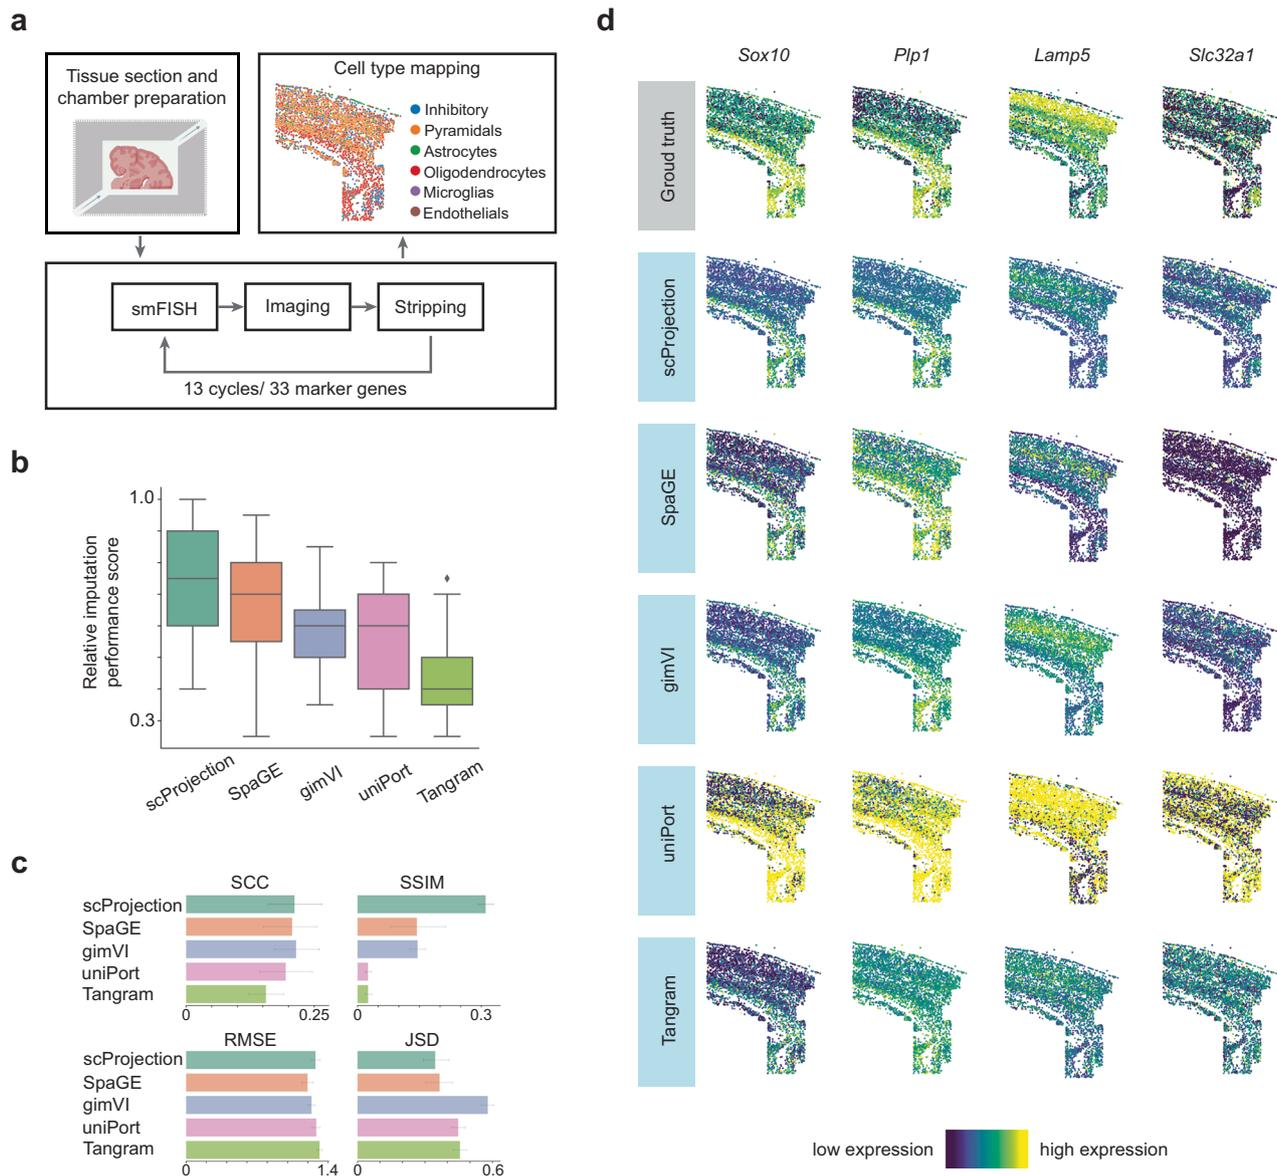 a
Tissue section and
chamber preparation
Cell type mapping
Inhibitory
Pyramidals
Astrocytes
Oligodendrocytes
Microglias
Endothelials
smFISH
Imaging
Stripping
13 cycles/ 33 marker genes
b
Relative imputation
performance score
1.0
0.3
scProjection
SpaGE
gimVI
uniPort
Tangram
c
SCC
scProjection
SpaGE
gimVI
uniPort
Tangram
0
0.25
SSIM
0
0.3
RMSE
scProjection
SpaGE
gimVI
uniPort
Tangram
0
1.4
JSD
0
0.6
d
Sox10
Plp1
Lamp5
Slc32a1
Groud truth
scProjection
SpaGE
gimVI
uniPort
Tangram
low expression
high expression